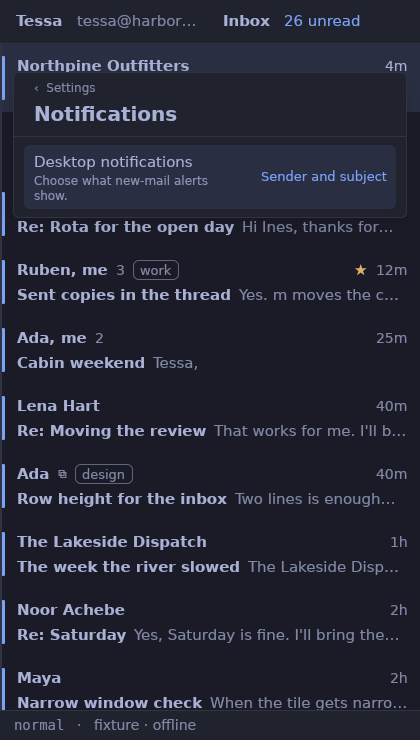 Tessa tessa@harbor… Inbox 26 unread
Northpine Outfitters 4m
‹ Settings
Notifications
Desktop notifications
Choose what new-mail alerts show.
Sender and subject
Re: Rota for the open day Hi Ines, thanks for…
Ruben, me 3 work ★ 12m
Sent copies in the thread Yes. m moves the c…
Ada, me 2 25m
Cabin weekend Tessa,
Lena Hart 40m
Re: Moving the review That works for me. I'll b…
Ada design 40m
Row height for the inbox Two lines is enough…
The Lakeside Dispatch 1h
The week the river slowed The Lakeside Disp…
Noor Achebe 2h
Re: Saturday Yes, Saturday is fine. I'll bring the…
Maya 2h
Narrow window check When the tile gets narro…
normal · fixture · offline